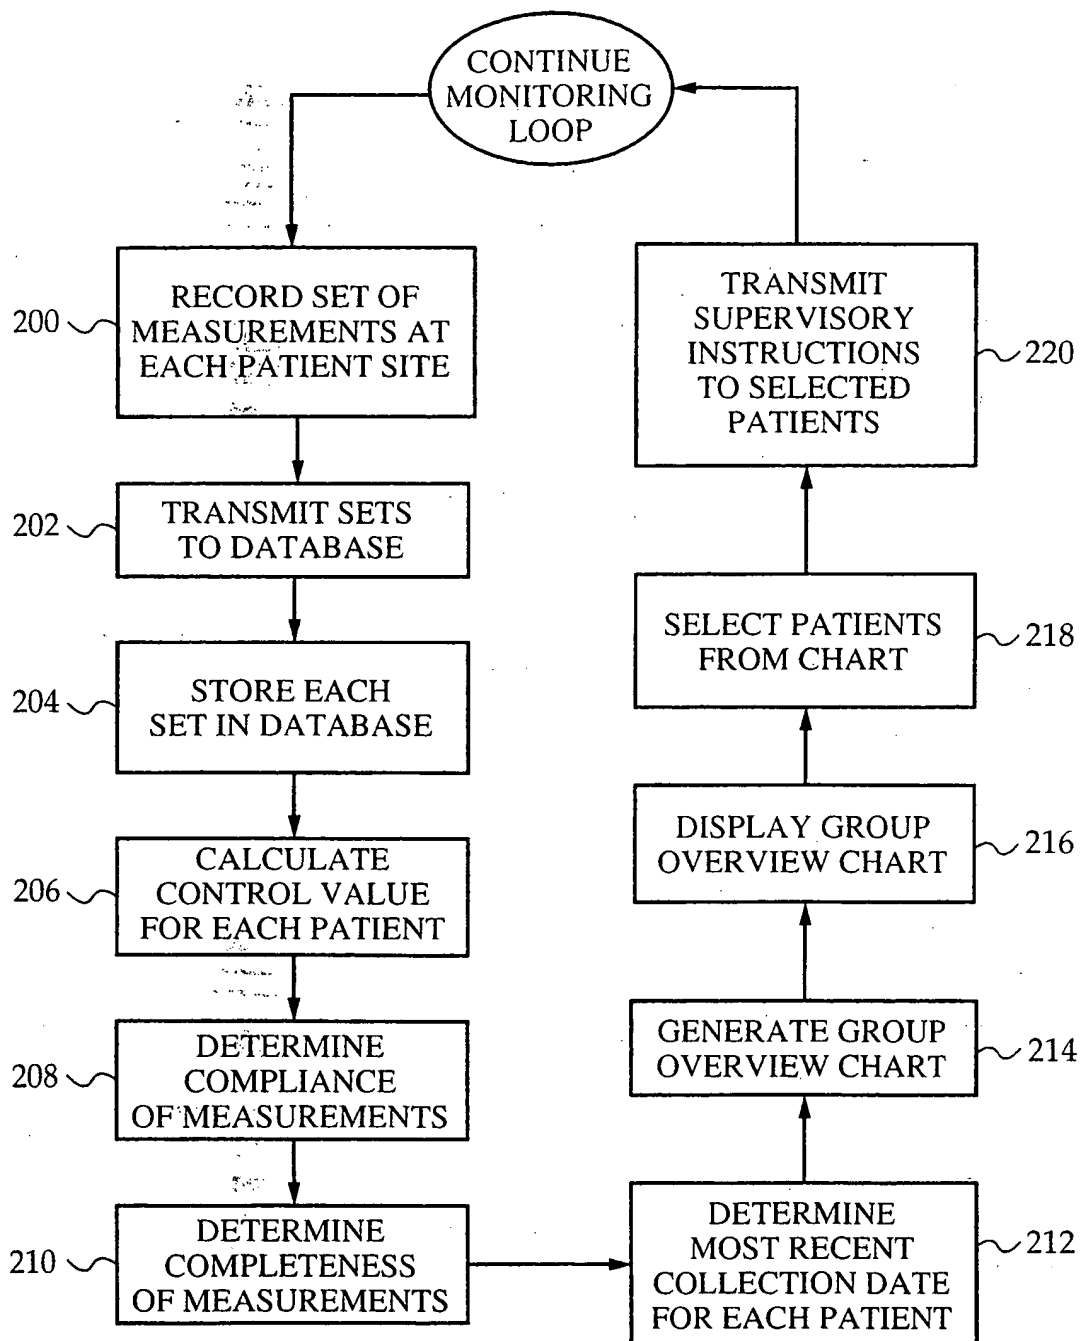 CONTINUE
MONITORING
LOOP
200
RECORD SET OF
MEASUREMENTS AT
EACH PATIENT SITE
202
TRANSMIT SETS
TO DATABASE
204
STORE EACH
SET IN DATABASE
206
CALCULATE
CONTROL VALUE
FOR EACH PATIENT
208
DETERMINE
COMPLIANCE
OF MEASUREMENTS
210
DETERMINE
COMPLETENESS
OF MEASUREMENTS
DETERMINE
MOST RECENT
COLLECTION DATE
FOR EACH PATIENT
212
GENERATE GROUP
OVERVIEW CHART
214
DISPLAY GROUP
OVERVIEW CHART
216
SELECT PATIENTS
FROM CHART
218
TRANSMIT
SUPERVISORY
INSTRUCTIONS
TO SELECTED
PATIENTS
220